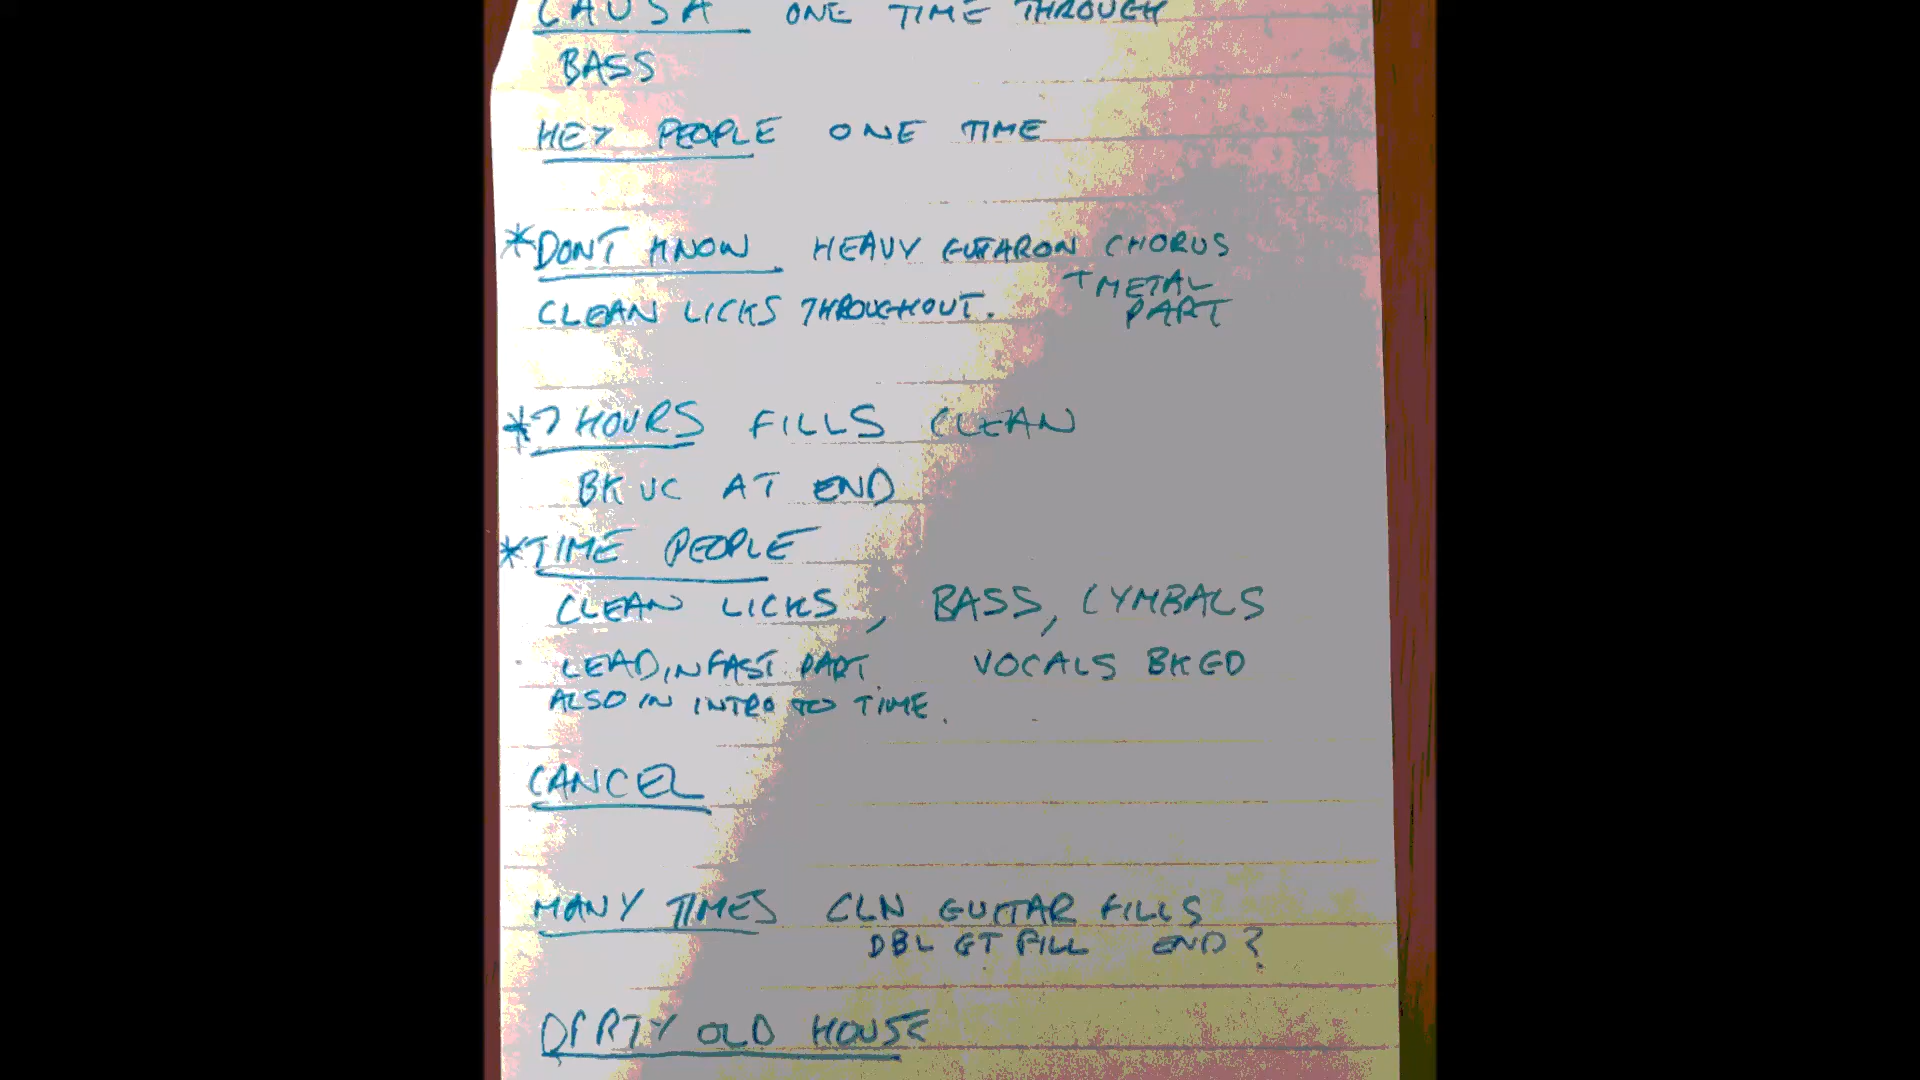 CAUSA ONE TIME THROUGH
BASS
HEY PEOPLE ONE TIME
*DONT KNOW HEAVY GUITAR ON CHORUS
+ METAL
CLEAN LICKS THROUGHOUT. PART
*7 HOURS FILLS CLEAN
BK VC AT END
*TIME PEOPLE
CLEAN LICKS, BASS, CYMBALS
LEAD IN FAST PART VOCALS BKGD
ALSO IN INTRO TO TIME.
CANCEL
MANY TIMES CLN GUITAR FILLS
DBL GT FILL END?
DIRTY OLD HOUSE